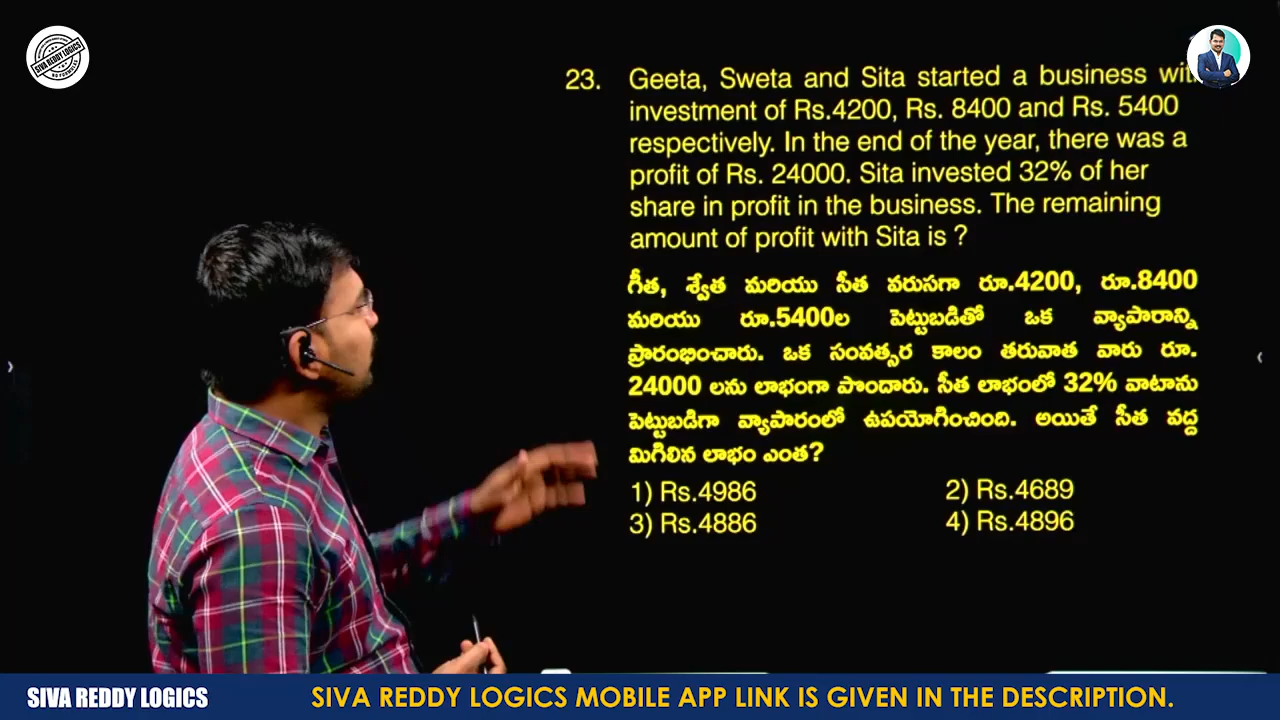 SIVA REDDY LOGICS
NO FORMULAS
23. Geeta, Sweta and Sita started a business with
investment of Rs.4200, Rs. 8400 and Rs. 5400
respectively. In the end of the year, there was a
profit of Rs. 24000. Sita invested 32% of her
share in profit in the business. The remaining
amount of profit with Sita is ?
గీత, శ్వేత మరియు సీత వరుసగా రూ.4200, రూ.8400
మరియు రూ.5400ల పెట్టుబడితో ఒక వ్యాపారాన్ని
ప్రారంభించారు. ఒక సంవత్సర కాలం తరువాత వారు రూ.
24000 లను లాభంగా పొందారు. సీత లాభంలో 32% వాటాను
పెట్టుబడిగా వ్యాపారంలో ఉపయోగించింది. అయితే సీత వద్ద
మిగిలిన లాభం ఎంత?
1) Rs.4986 2) Rs.4689
3) Rs.4886 4) Rs.4896
SIVA REDDY LOGICS SIVA REDDY LOGICS MOBILE APP LINK IS GIVEN IN THE DESCRIPTION.